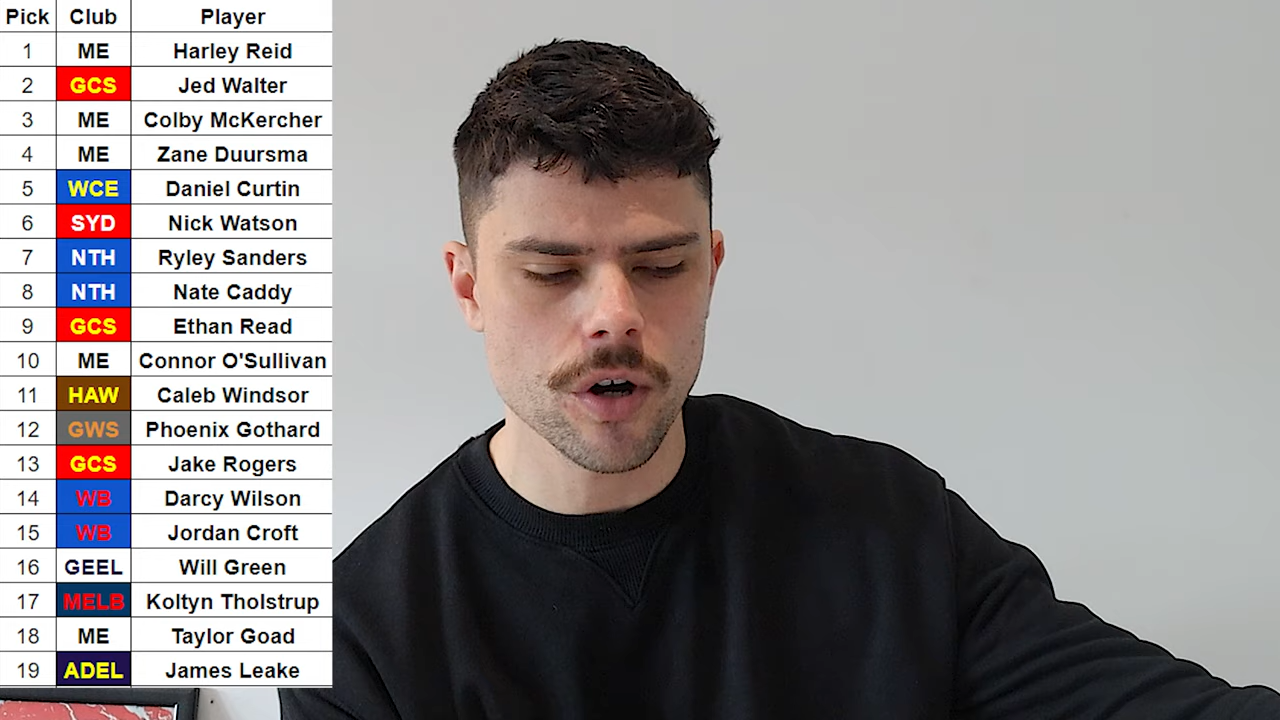 Pick Club Player
1 ME Harley Reid
2 GCS Jed Walter
3 ME Colby McKercher
4 ME Zane Duursma
5 WCE Daniel Curtin
6 SYD Nick Watson
7 NTH Ryley Sanders
8 NTH Nate Caddy
9 GCS Ethan Read
10 ME Connor O'Sullivan
11 HAW Caleb Windsor
12 GWS Phoenix Gothard
13 GCS Jake Rogers
14 WB Darcy Wilson
15 WB Jordan Croft
16 GEEL Will Green
17 MELB Koltyn Tholstrup
18 ME Taylor Goad
19 ADEL James Leake